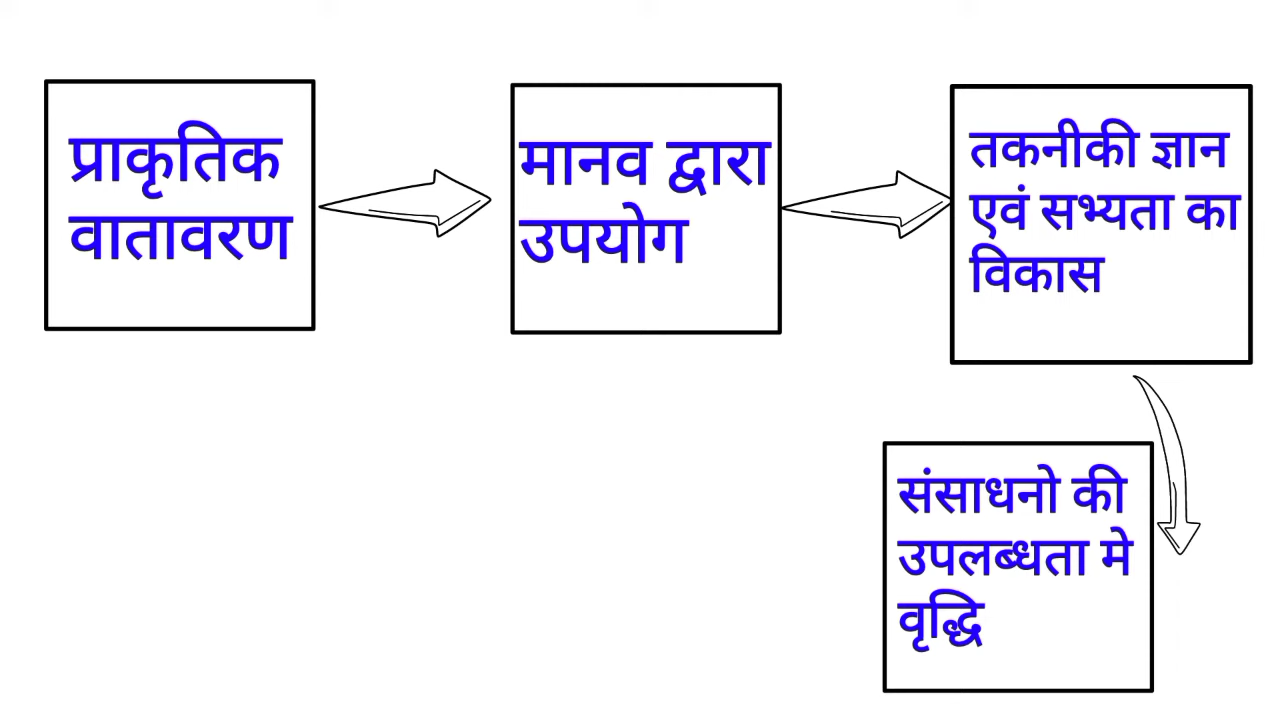 प्राकृतिक
वातावरण
मानव द्वारा
उपयोग
तकनीकी ज्ञान
एवं सभ्यता का
विकास
संसाधनो की
उपलब्धता मे
वृद्धि